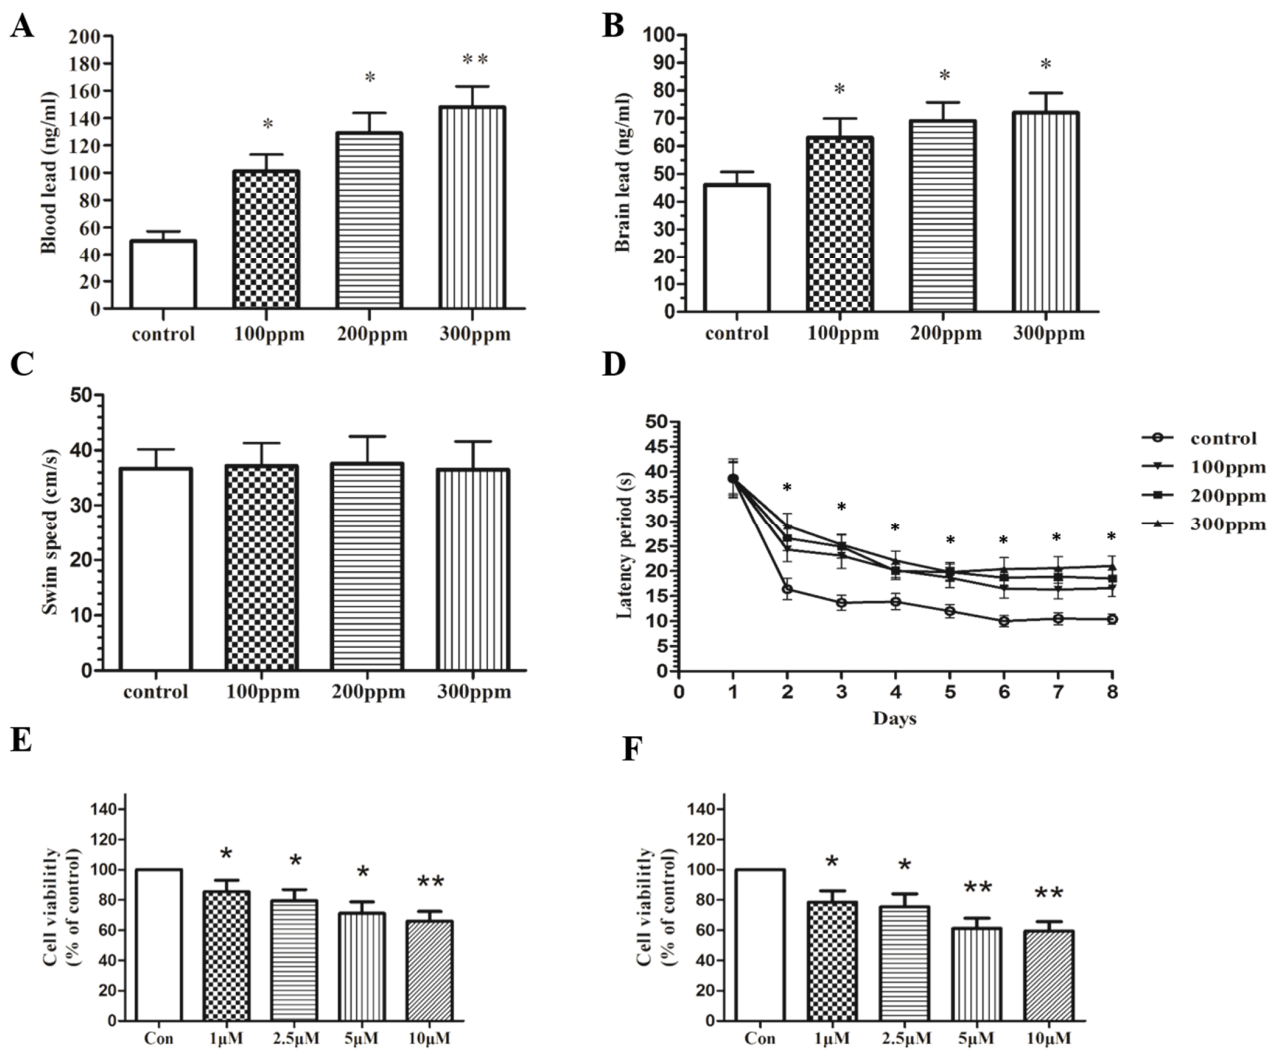 A
200
180
160
140
120
100
80
60
40
20
0
Blood lead (ng/ml)
*
*
**
control 100ppm 200ppm 300ppm
B
100
90
80
70
60
50
40
30
20
10
0
Brain lead (ng/ml)
*
*
*
control 100ppm 200ppm 300ppm
C
50
40
30
20
10
0
Swim speed (cm/s)
control 100ppm 200ppm 300ppm
D
50
45
40
35
30
25
20
15
10
5
0
Latency period (s)
* * * * * * *
0 1 2 3 4 5 6 7 8
Days
control
100ppm
200ppm
300ppm
E
140
120
100
80
60
40
20
0
Cell viabilitly
(% of control)
* * * **
Con 1μM 2.5μM 5μM 10μM
F
140
120
100
80
60
40
20
0
Cell viabilitly
(% of control)
* * ** **
Con 1μM 2.5μM 5μM 10μM